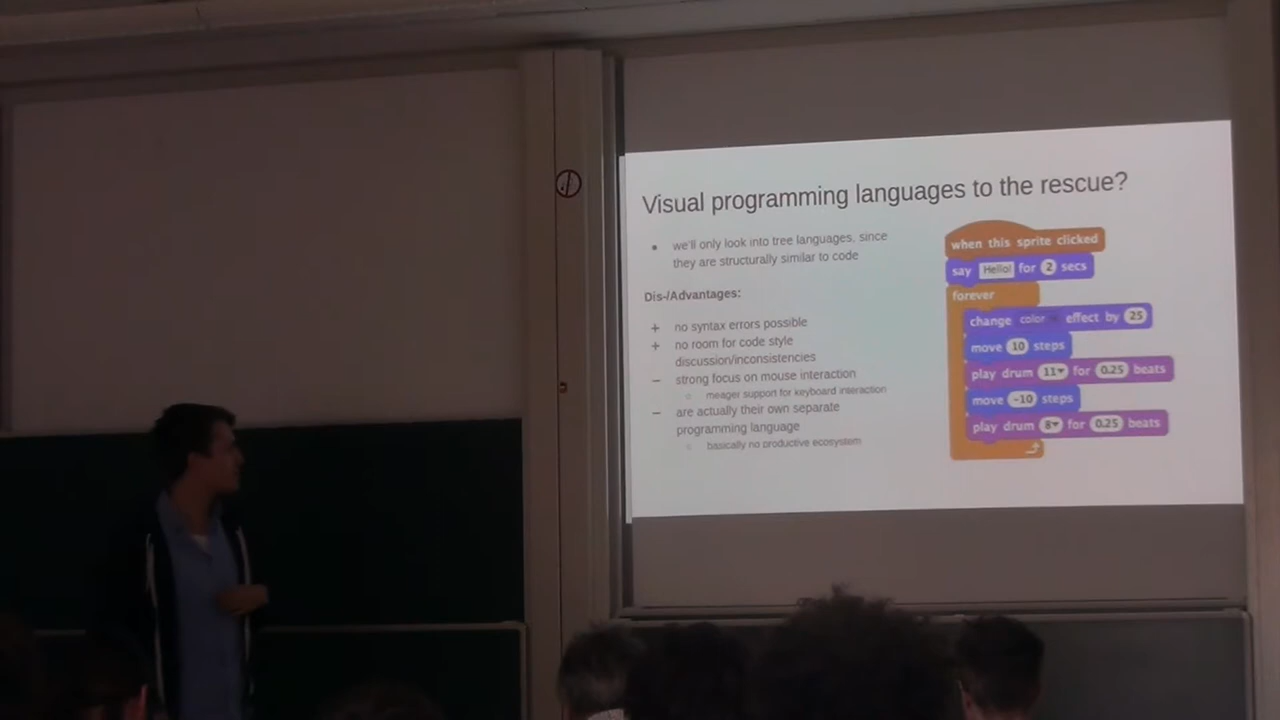 Visual programming languages to the rescue?
• we'll only look into tree languages, since
they are structurally similar to code
Dis-/Advantages:
+ no syntax errors possible
+ no room for code style
discussion/inconsistencies
– strong focus on mouse interaction
○ meager support for keyboard interaction
– are actually their own separate
programming language
○ basically no productive ecosystem
when this sprite clicked
say Hello! for 2 secs
forever
change color effect by 25
move 10 steps
play drum 11▾ for 0.25 beats
move -10 steps
play drum 8▾ for 0.25 beats